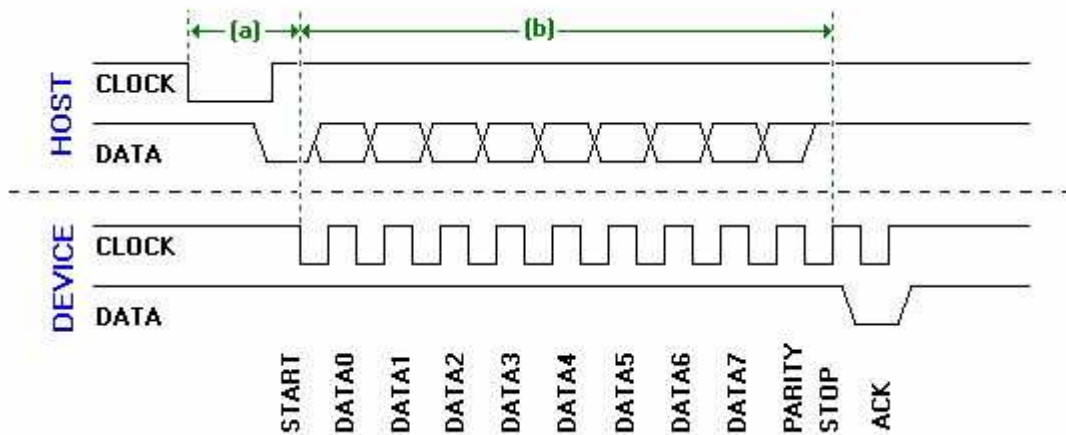 (a)
(b)
HOST
CLOCK
DATA
DEVICE
CLOCK
DATA
START
DATA0
DATA1
DATA2
DATA3
DATA4
DATA5
DATA6
DATA7
PARITY
STOP
ACK